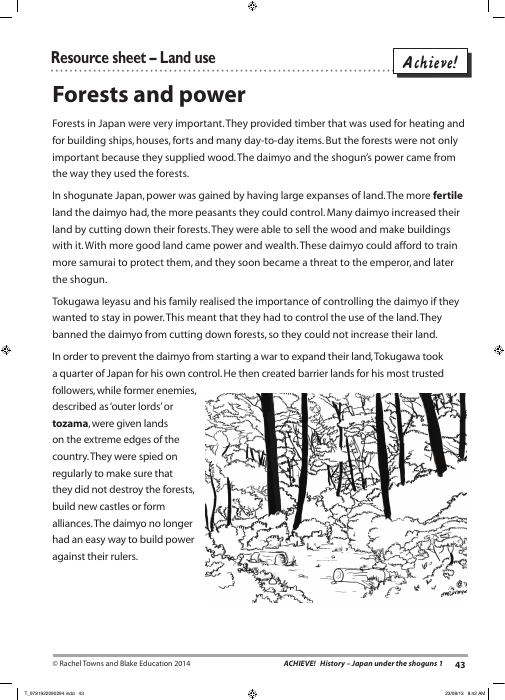 Resource sheet – Land use
Achieve!
Forests and power
Forests in Japan were very important. They provided timber that was used for heating and
for building ships, houses, forts and many day-to-day items. But the forests were not only
important because they supplied wood. The daimyo and the shogun's power came from
the way they used the forests.
In shogunate Japan, power was gained by having large expanses of land. The more fertile
land the daimyo had, the more peasants they could control. Many daimyo increased their
land by cutting down their forests. They were able to sell the wood and make buildings
with it. With more good land came power and wealth. These daimyo could afford to train
more samurai to protect them, and they soon became a threat to the emperor, and later
the shogun.
Tokugawa Ieyasu and his family realised the importance of controlling the daimyo if they
wanted to stay in power. This meant that they had to control the use of the land. They
banned the daimyo from cutting down forests, so they could not increase their land.
In order to prevent the daimyo from starting a war to expand their land, Tokugawa took
a quarter of Japan for his own control. He then created barrier lands for his most trusted
followers, while former enemies,
described as 'outer lords' or
tozama, were given lands
on the extreme edges of the
country. They were spied on
regularly to make sure that
they did not destroy the forests,
build new castles or form
alliances. The daimyo no longer
had an easy way to build power
against their rulers.
© Rachel Towns and Blake Education 2014
ACHIEVE! History – Japan under the shoguns 1 43
T_9781922090294.indd 43
23/08/13 8:42 AM